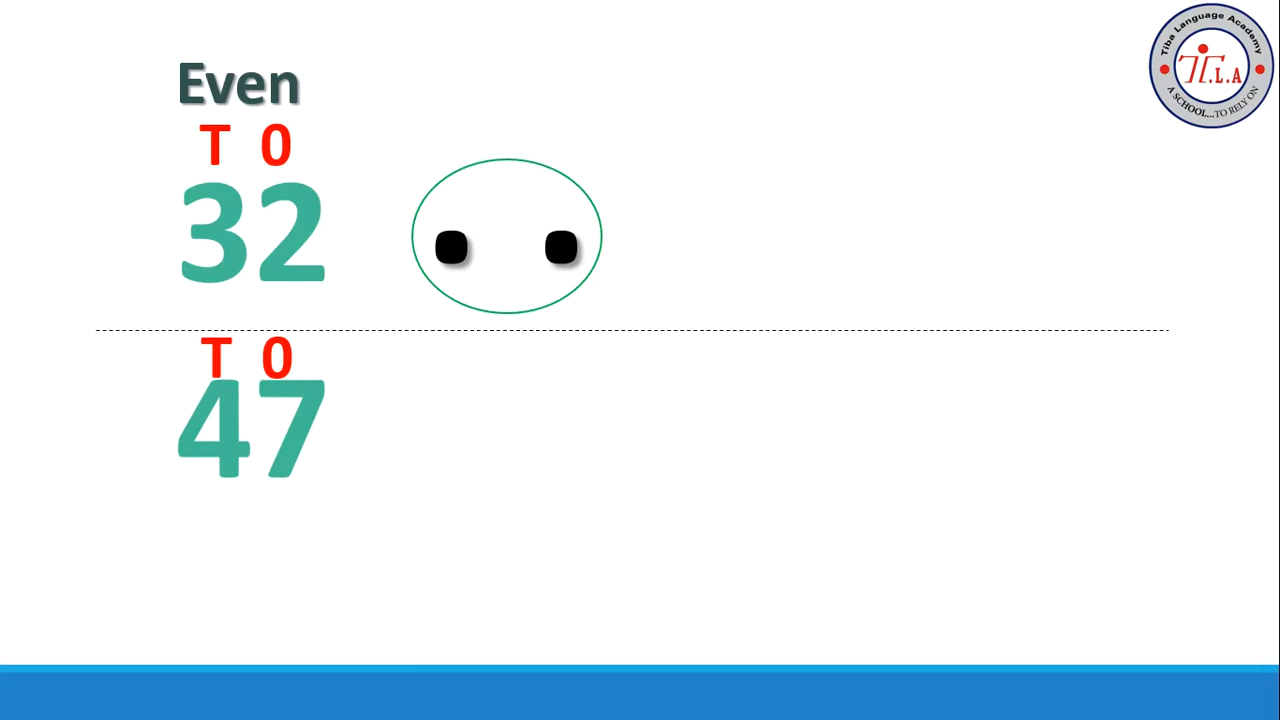 Tiba Language Academy
T.L.A
A SCHOOL...TO RELY ON
Even
T O
32
T O
47